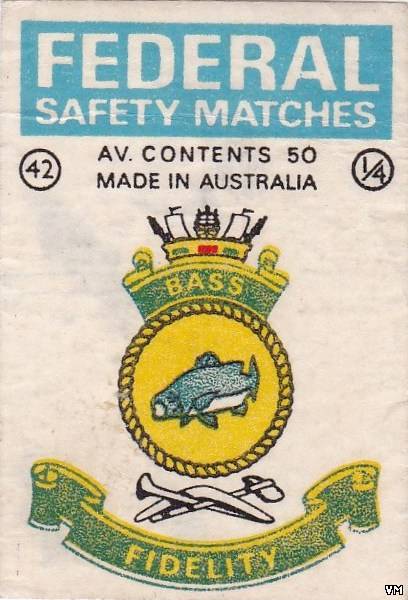 FEDERAL
SAFETY MATCHES
42
AV. CONTENTS 50
MADE IN AUSTRALIA
1/4
BASS
FIDELITY
VM